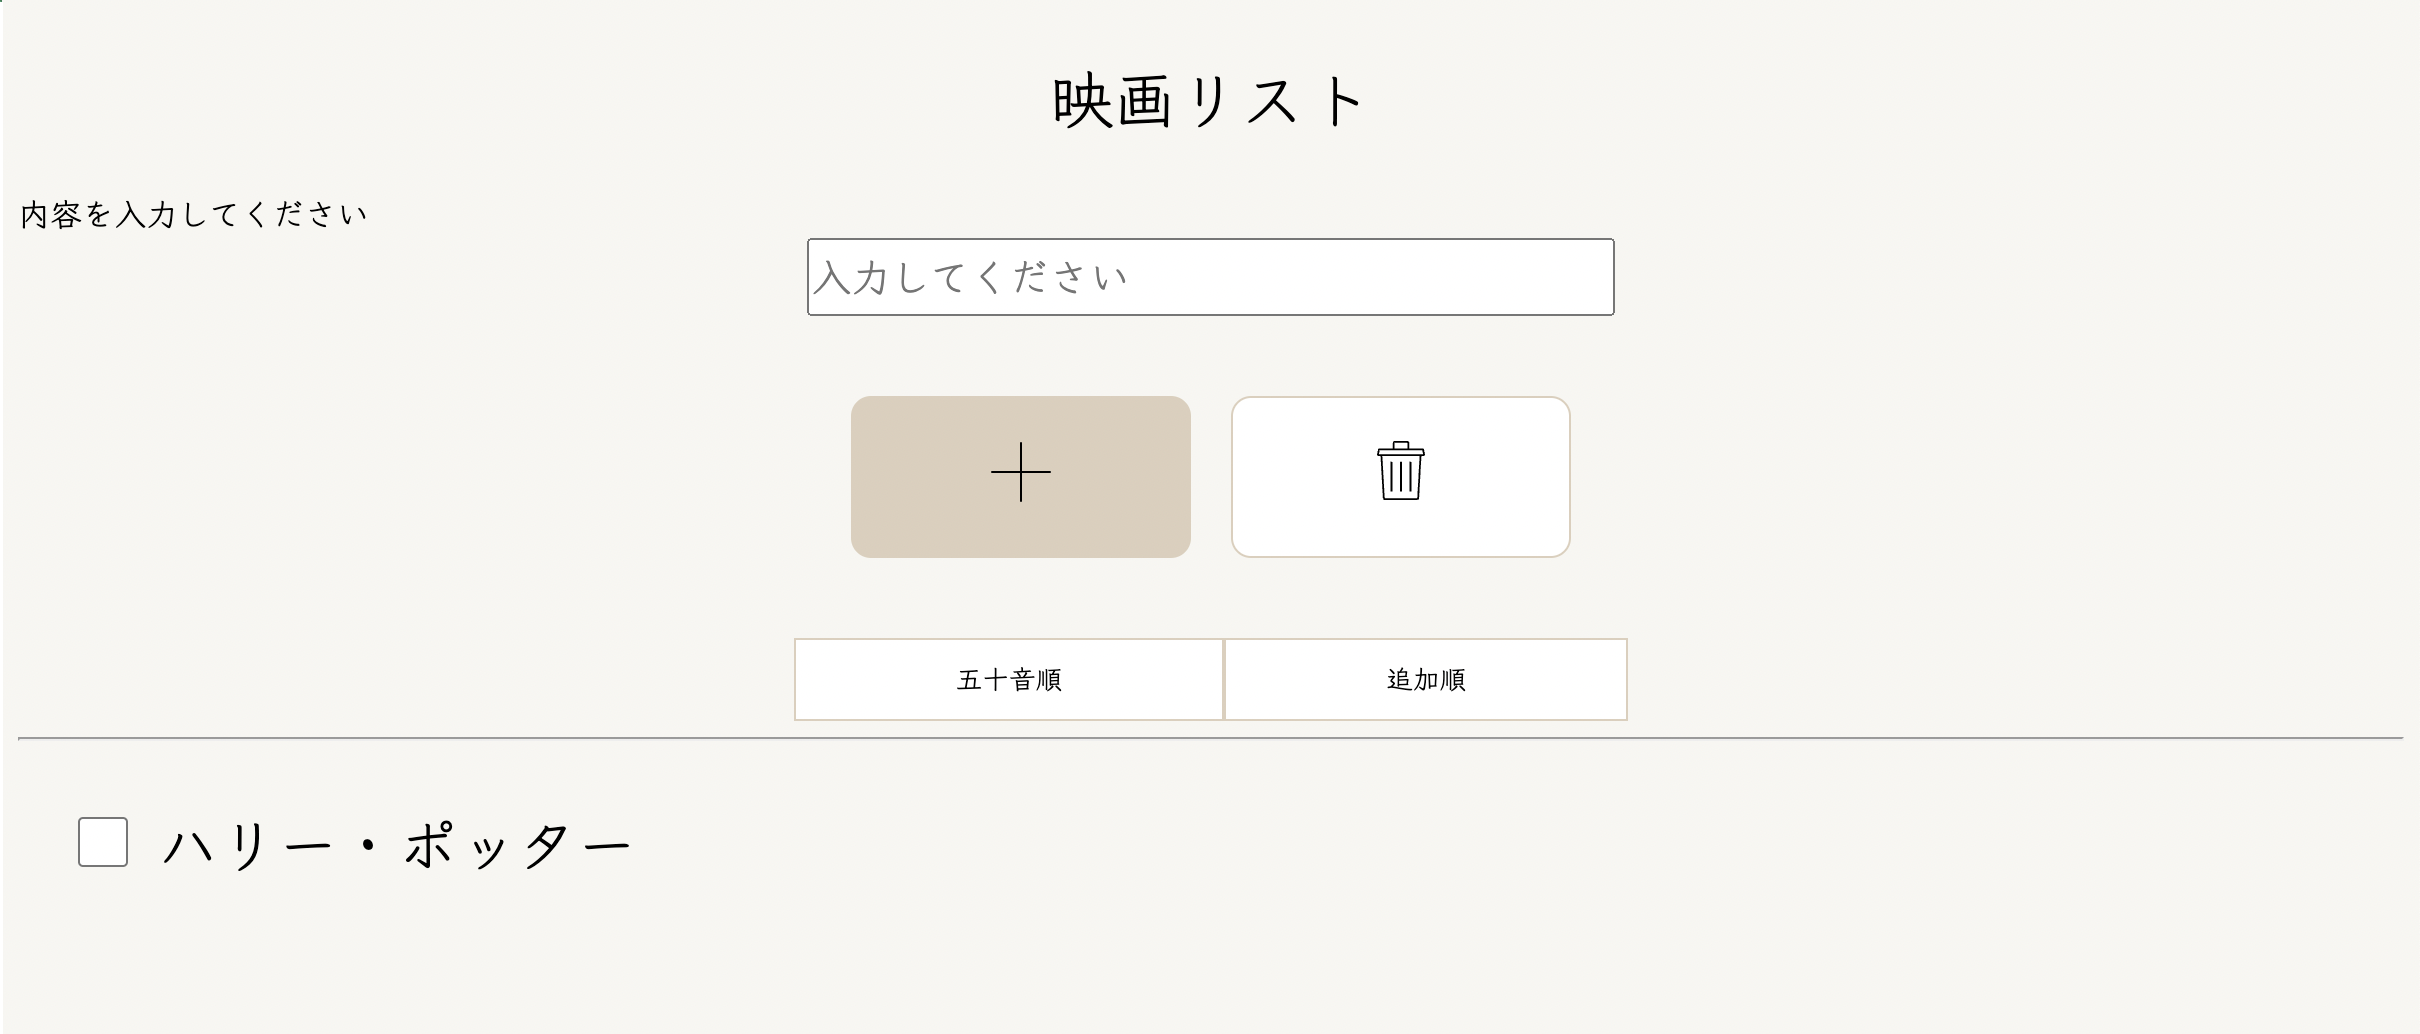 映画リスト
内容を入力してください
入力してください
五十音順
追加順
ハリー・ポッター